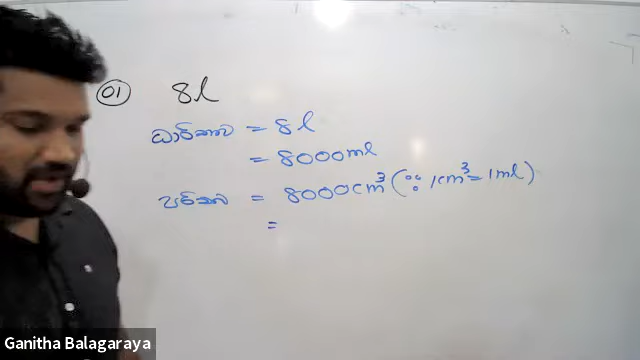 01 8l
ධාරිතාව = 8l
= 8000ml
පරිමාව = 8000cm³ (∵ 1cm³ = 1ml)
=
Ganitha Balagaraya